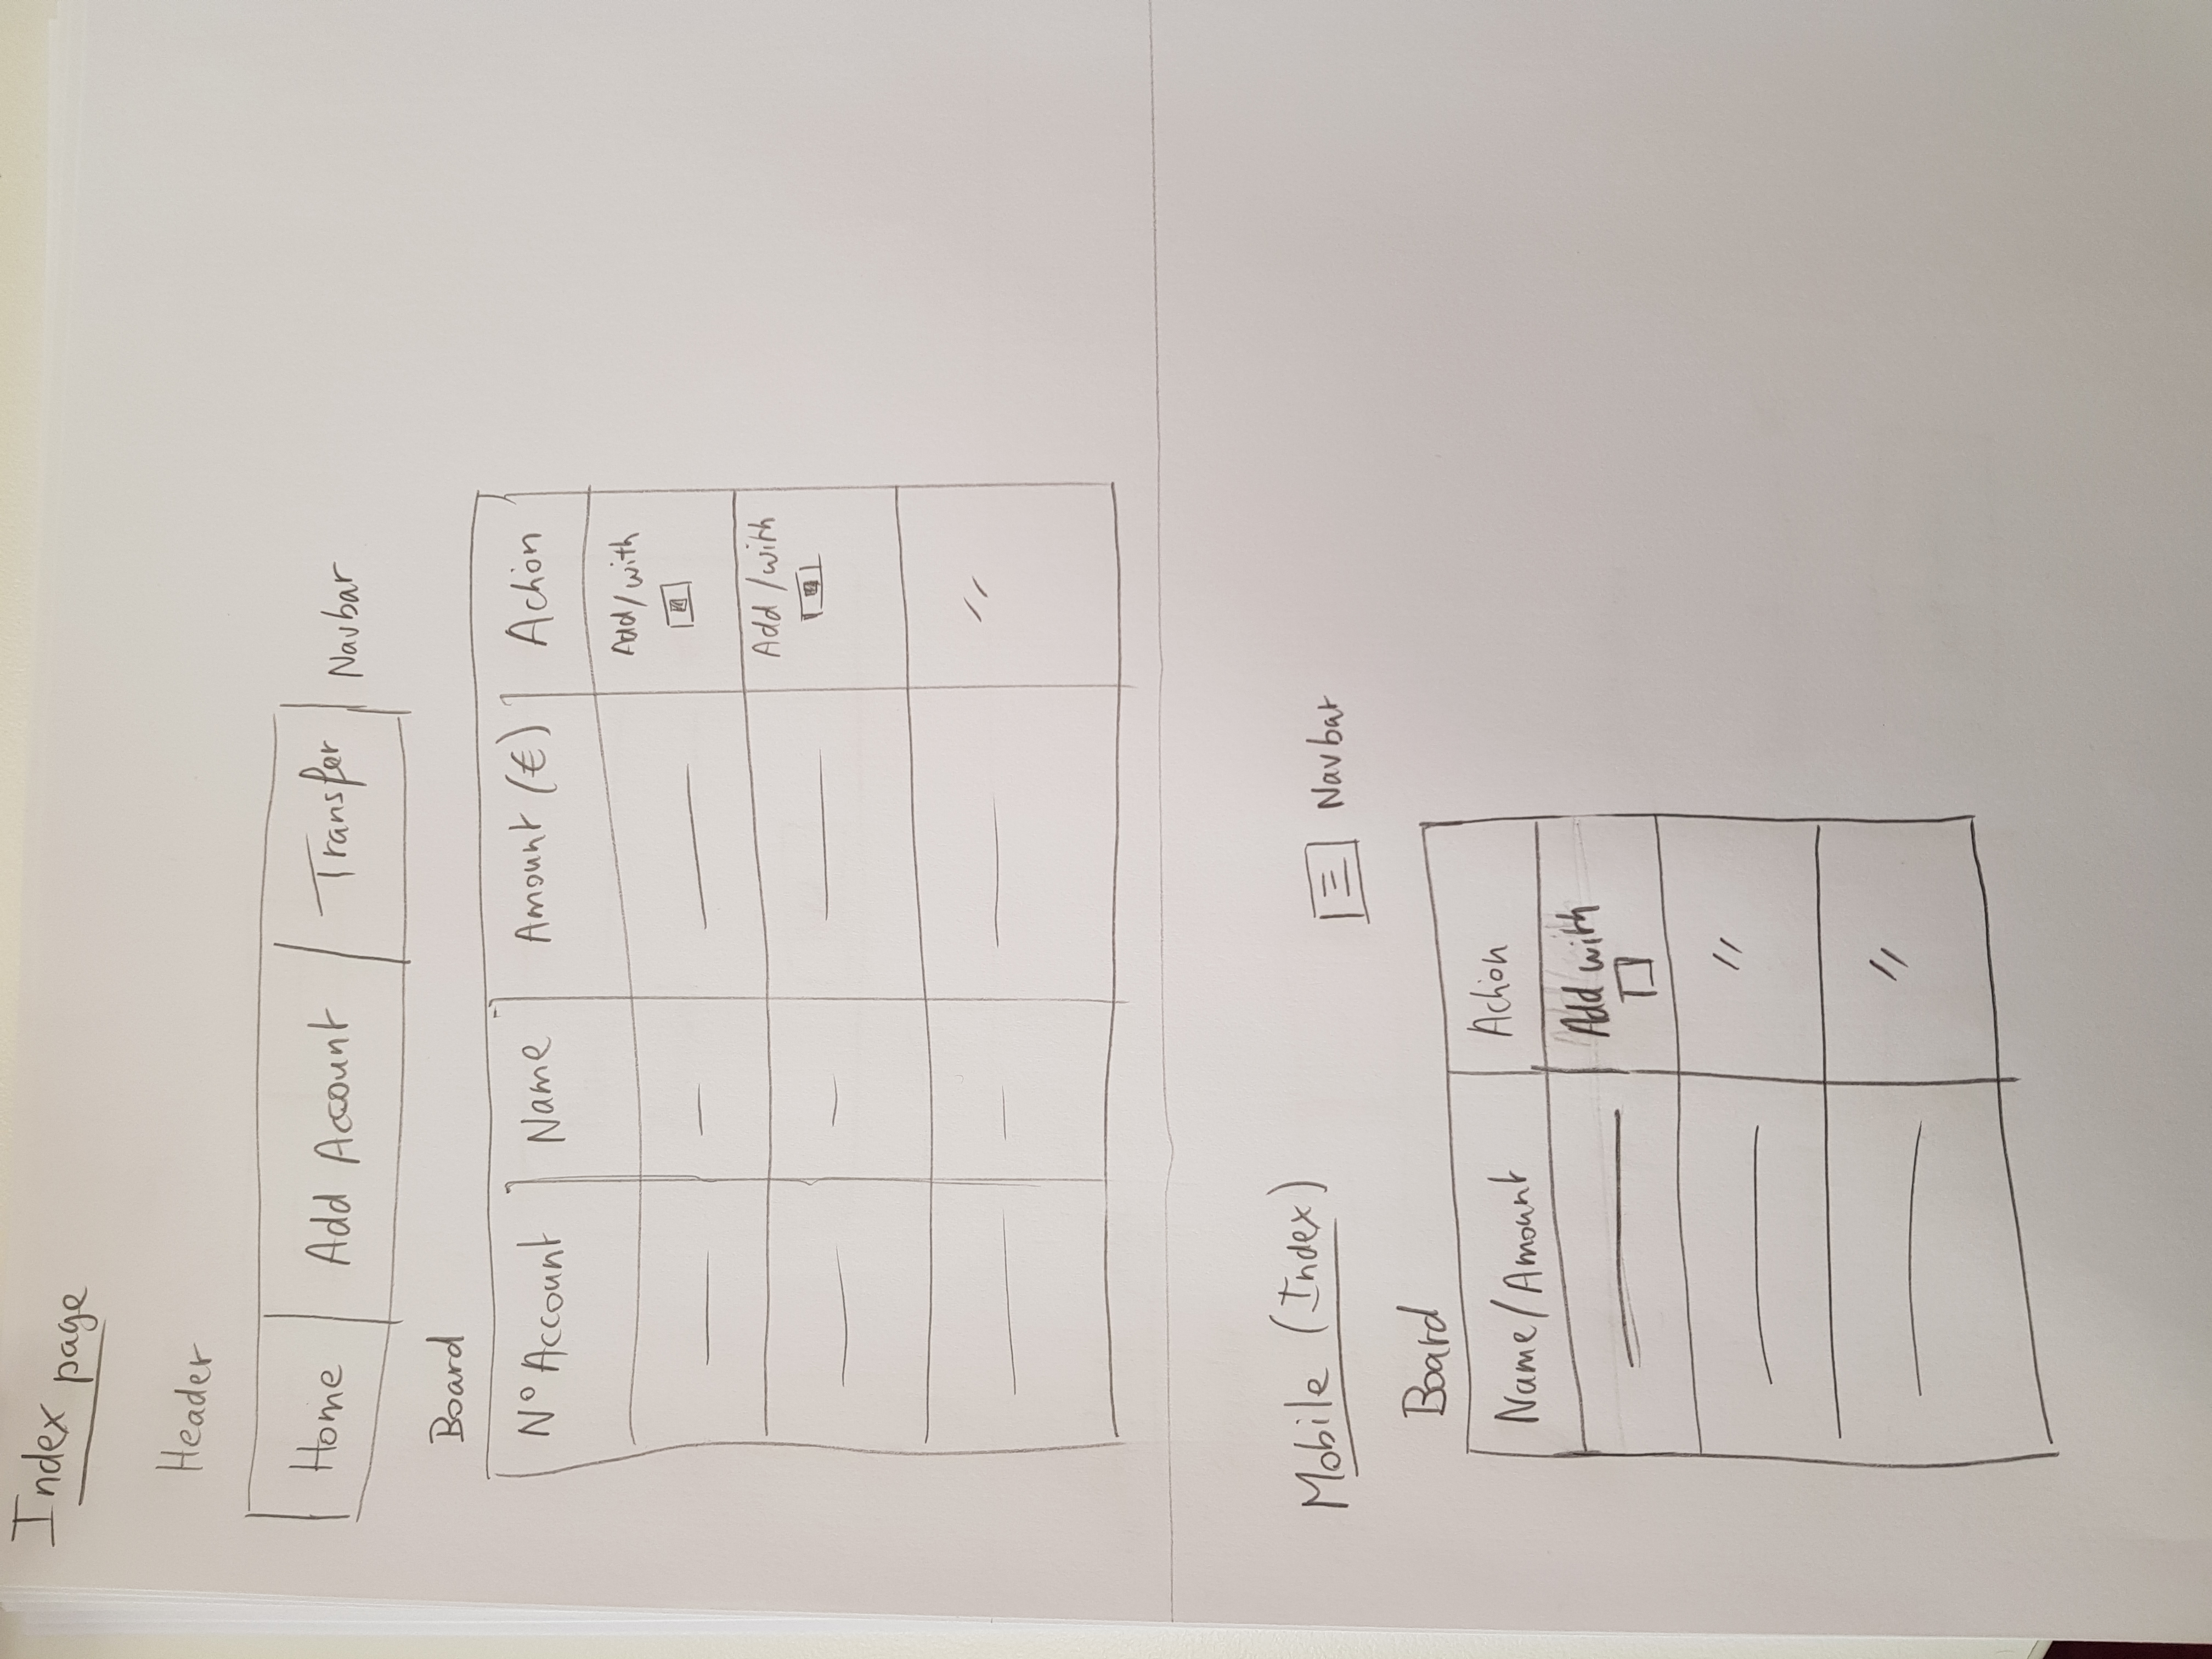 Index page
Header
Home Add Account Transfer Navbar
Board
N° Account Name Amount (€) Action
Add/with
Add/with
//
Mobile (Index)
Navbar
Board
Name/Amount Action
Add with
//
//